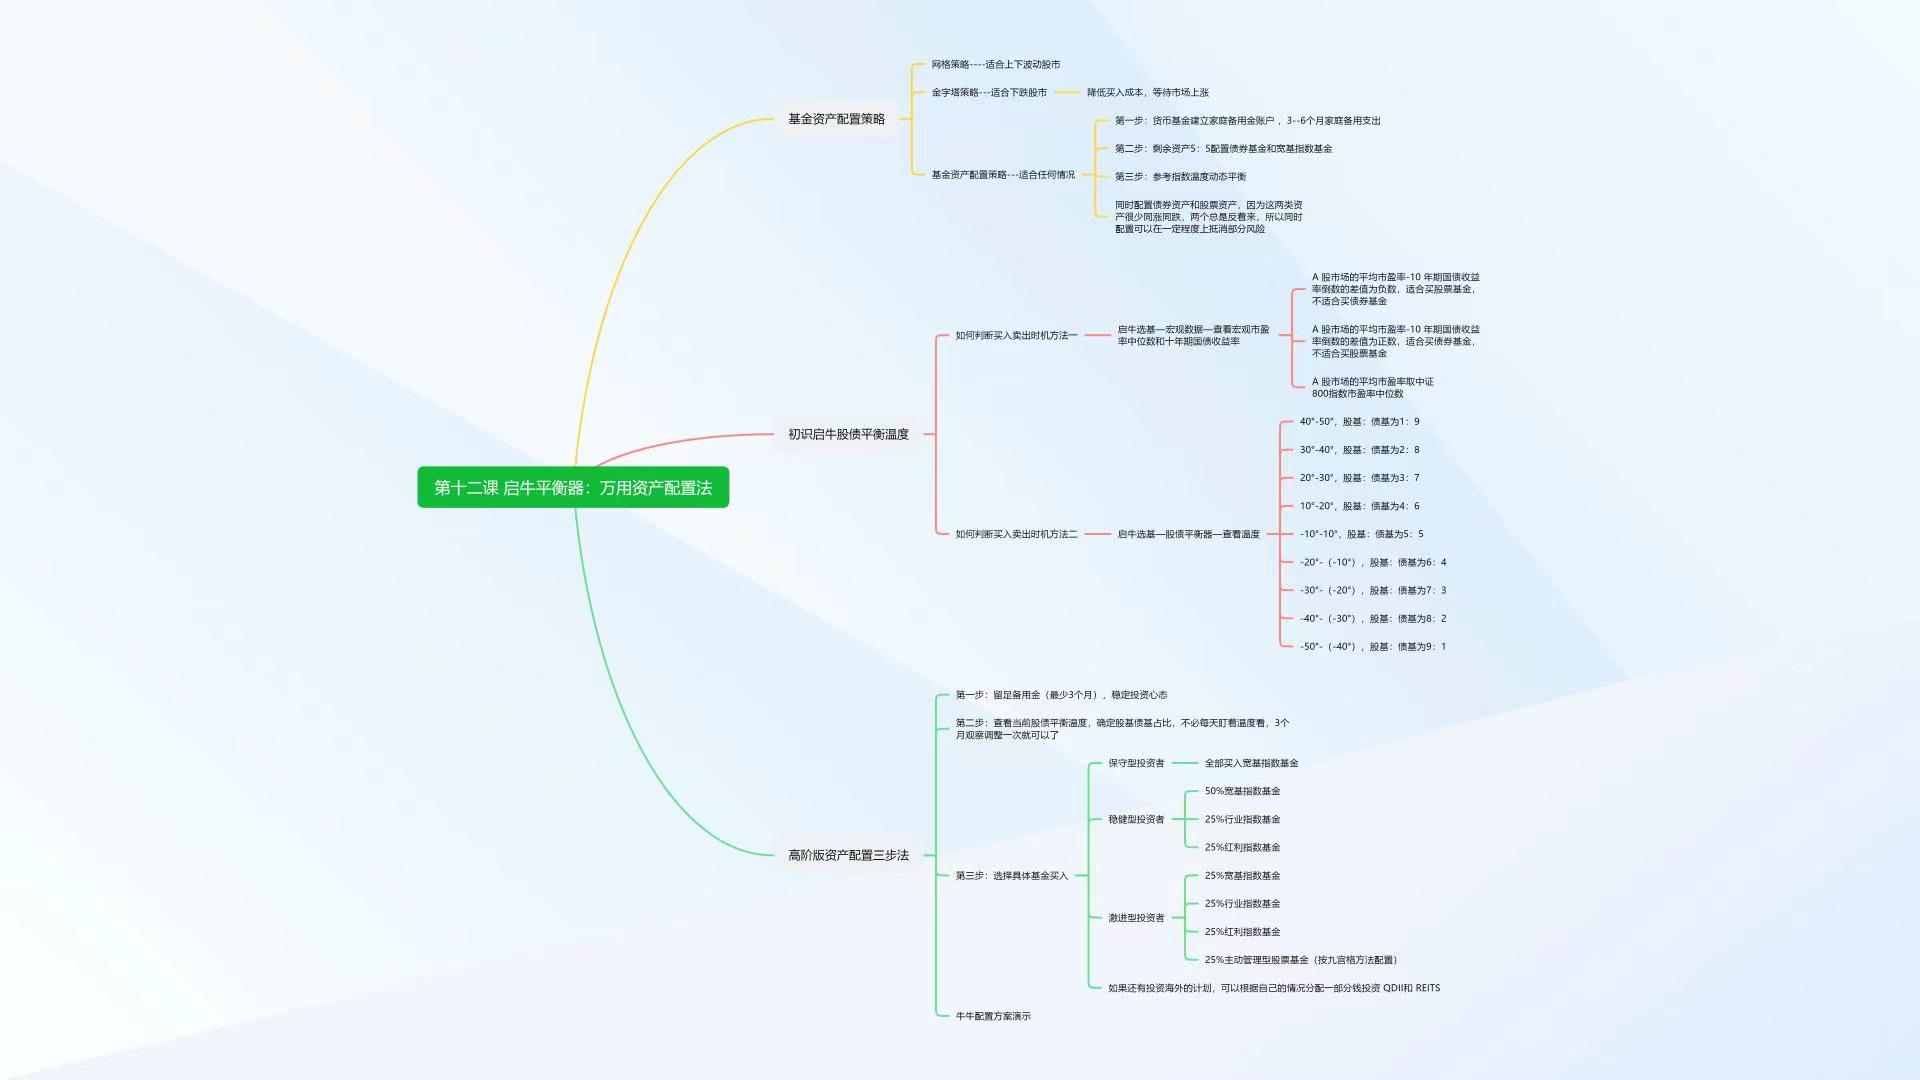 网格策略----适合上下波动股市
金字塔策略---适合下跌股市
降低买入成本，等待市场上涨
基金资产配置策略
第一步：货币基金建立家庭备用金账户 ，3--6个月家庭备用支出
第二步：剩余资产5：5配置债券基金和宽基指数基金
基金资产配置策略---适合任何情况
第三步：参考指数温度动态平衡
同时配置债券资产和股票资产，因为这两类资
产很少同涨同跌，两个总是反着来，所以同时
配置可以在一定程度上抵消部分风险
A 股市场的平均市盈率-10 年期国债收益
率倒数的差值为负数，适合买股票基金，
不适合买债券基金
如何判断买入卖出时机方法一
启牛选基—宏观数据—查看宏观市盈
率中位数和十年期国债收益率
A 股市场的平均市盈率-10 年期国债收益
率倒数的差值为正数，适合买债券基金，
不适合买股票基金
A 股市场的平均市盈率取中证
800指数市盈率中位数
初识启牛股债平衡温度
40°-50°，股基：债基为1：9
30°-40°，股基：债基为2：8
20°-30°，股基：债基为3：7
10°-20°，股基：债基为4：6
如何判断买入卖出时机方法二
启牛选基—股债平衡器—查看温度
-10°-10°，股基：债基为5：5
-20°-（-10°），股基：债基为6：4
-30°-（-20°），股基：债基为7：3
-40°-（-30°），股基：债基为8：2
-50°-（-40°），股基：债基为9：1
第十二课 启牛平衡器：万用资产配置法
第一步：留足备用金（最少3个月），稳定投资心态
第二步：查看当前股债平衡温度，确定股基债基占比，不必每天盯着温度看，3个
月观察调整一次就可以了
保守型投资者
全部买入宽基指数基金
50%宽基指数基金
稳健型投资者
25%行业指数基金
25%红利指数基金
高阶版资产配置三步法
第三步：选择具体基金买入
25%宽基指数基金
25%行业指数基金
激进型投资者
25%红利指数基金
25%主动管理型股票基金（按九宫格方法配置）
如果还有投资海外的计划，可以根据自己的情况分配一部分钱投资 QDII和 REITS
牛牛配置方案演示